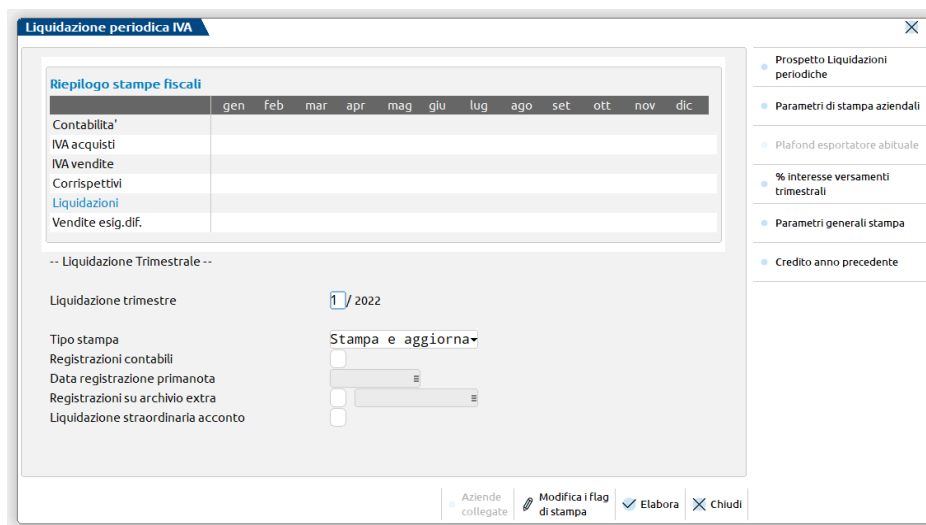 Liquidazione periodica IVA
Riepilogo stampe fiscali
gen feb mar apr mag giu lug ago set ott nov dic
Contabilita'
IVA acquisti
IVA vendite
Corrispettivi
Liquidazioni
Vendite esig.dif.
-- Liquidazione Trimestrale --
Liquidazione trimestre 1 / 2022
Tipo stampa Stampa e aggiorna
Registrazioni contabili
Data registrazione primanota
Registrazioni su archivio extra
Liquidazione straordinaria acconto
Prospetto Liquidazioni
periodiche
Parametri di stampa aziendali
Plafond esportatore abituale
% interesse versamenti
trimestrali
Parametri generali stampa
Credito anno precedente
Aziende
collegate
Modifica i flag
di stampa
Elabora
Chiudi